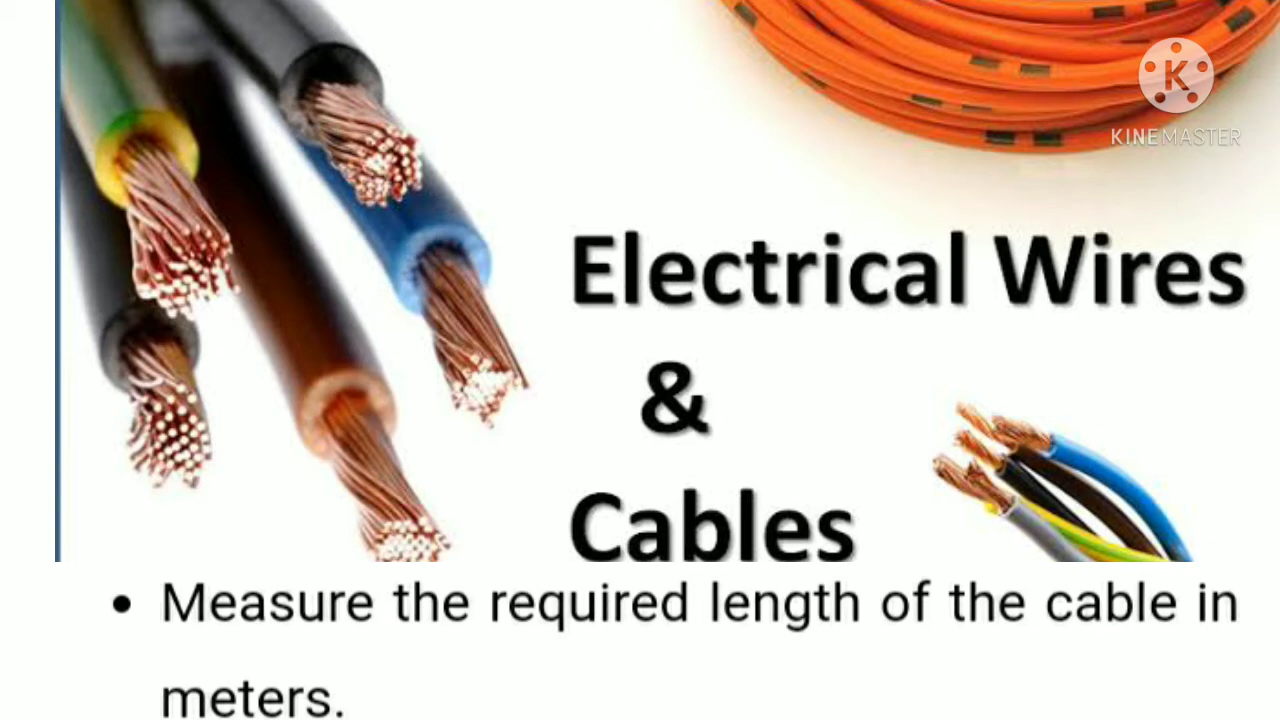 K
KINEMASTER
Electrical Wires
&
Cables
• Measure the required length of the cable in
meters.